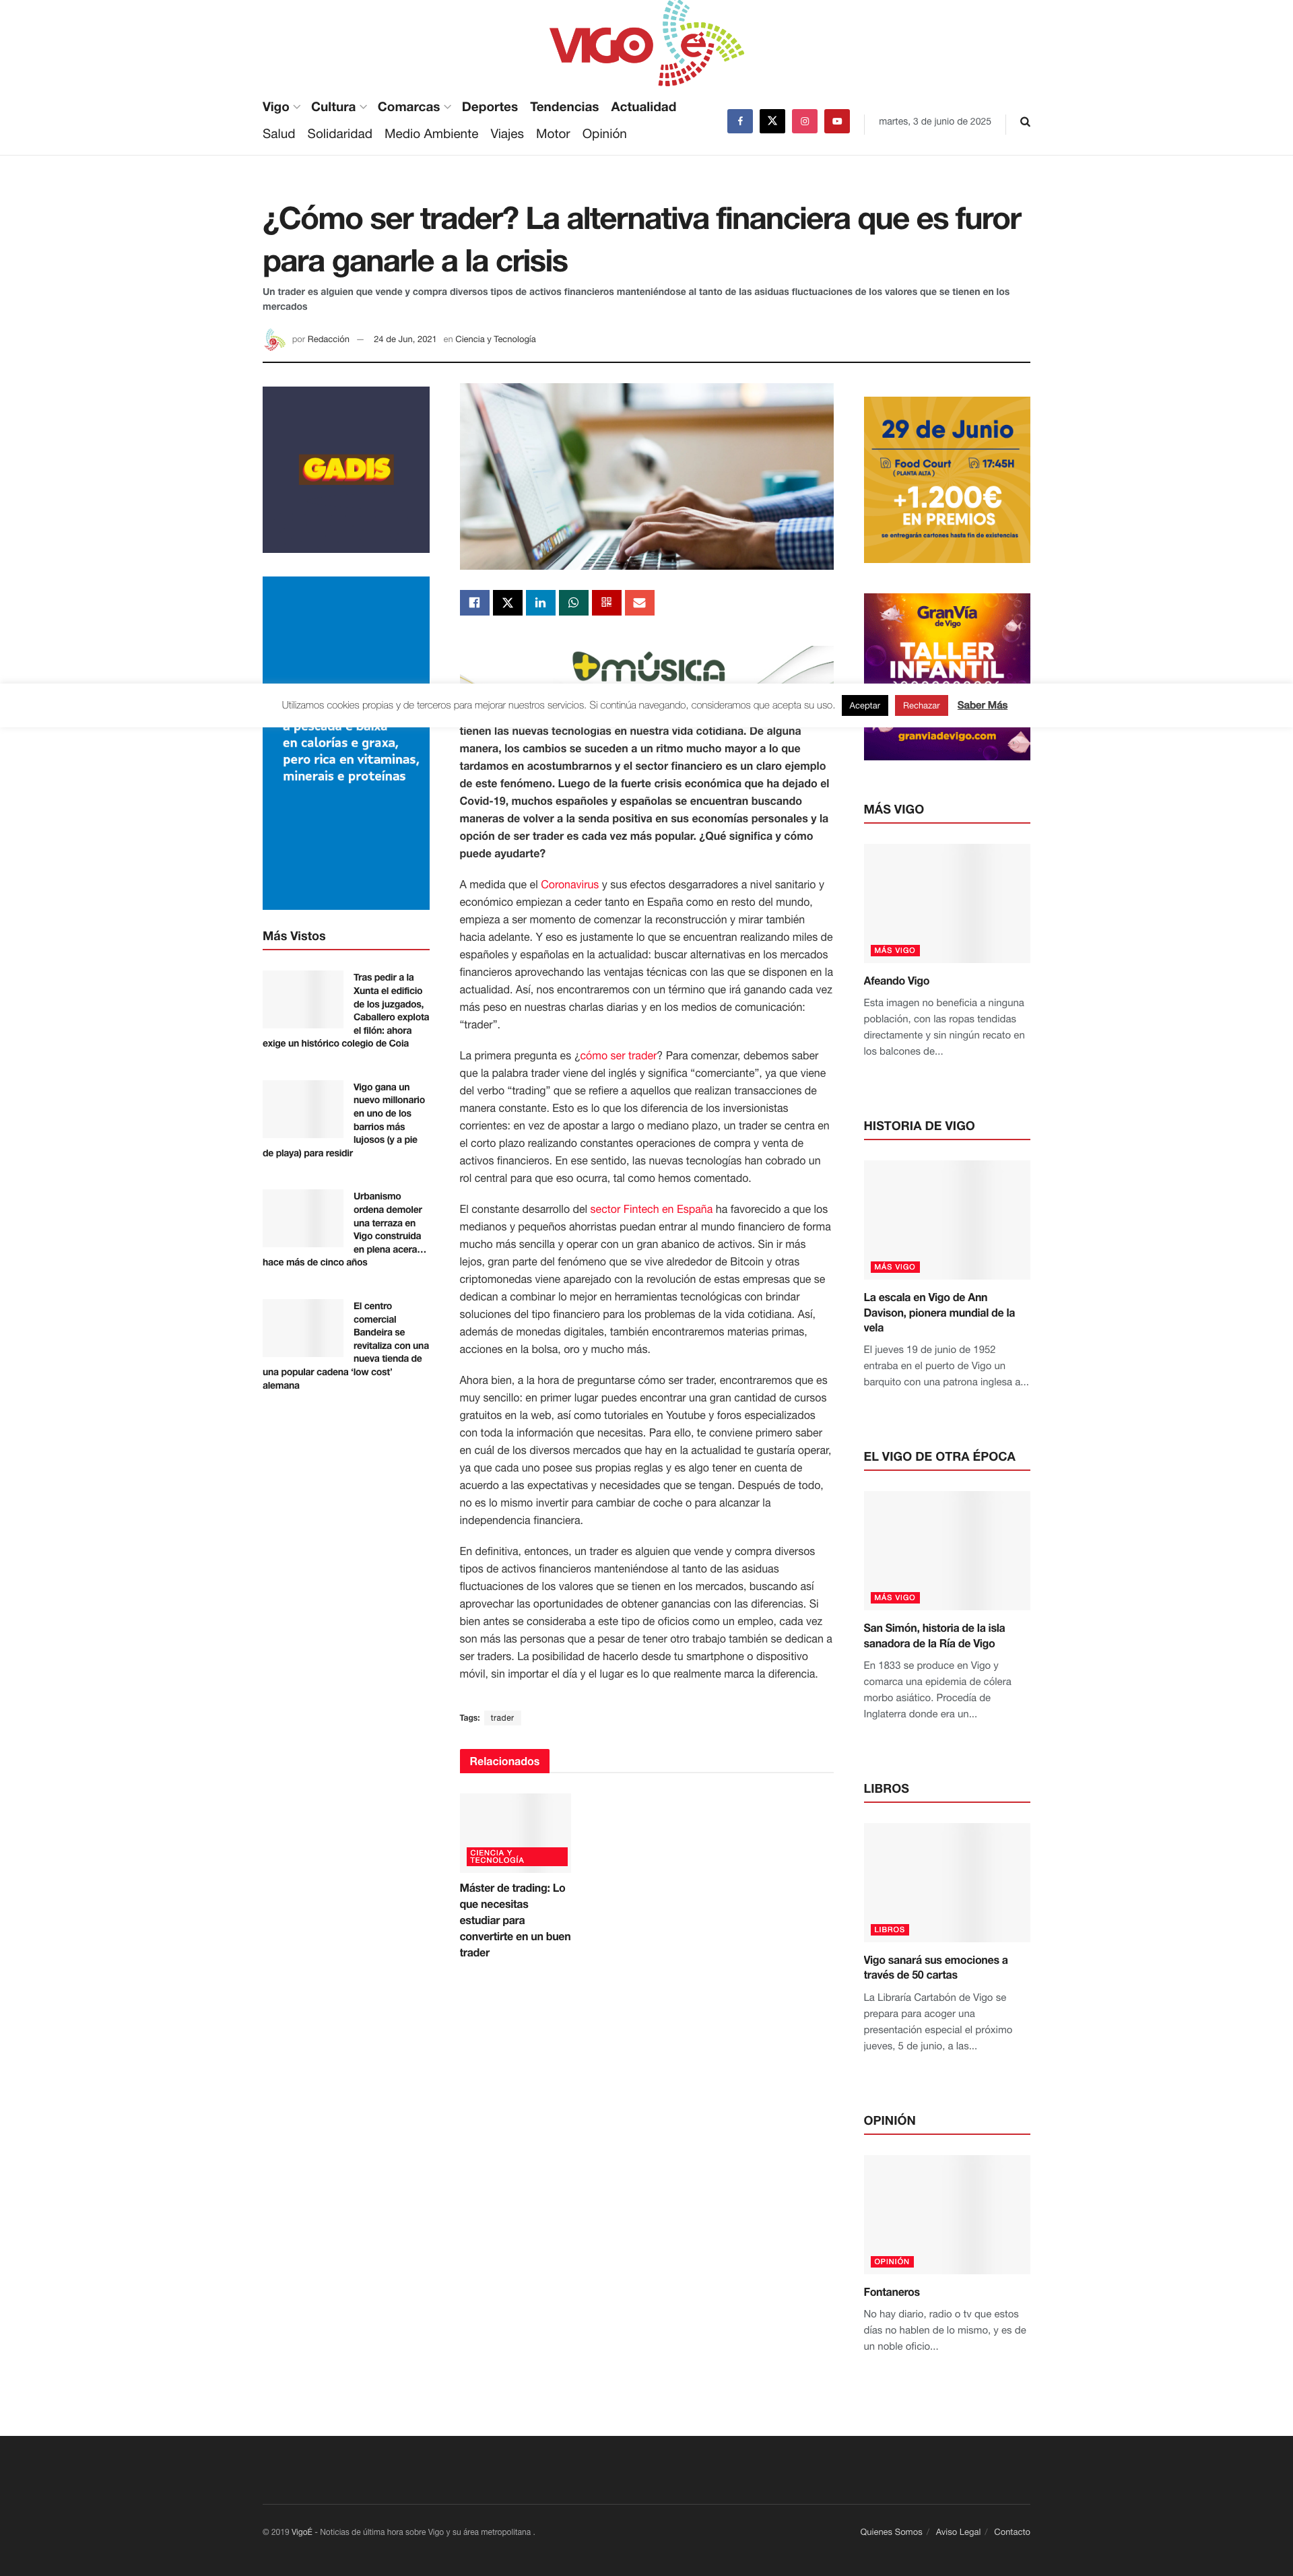 VIGO é
Vigo Cultura Comarcas Deportes Tendencias Actualidad
Salud Solidaridad Medio Ambiente Viajes Motor Opinión
martes, 3 de junio de 2025
¿Cómo ser trader? La alternativa financiera que es furor
para ganarle a la crisis
Un trader es alguien que vende y compra diversos tipos de activos financieros manteniéndose al tanto de las asiduas fluctuaciones de los valores que se tienen en los
mercados
por Redacción — 24 de Jun, 2021 en Ciencia y Tecnología
GADIS
a pescada é baixa
en calorías e graxa,
pero rica en vitaminas,
minerais e proteínas
Más Vistos
Tras pedir a la
Xunta el edificio
de los juzgados,
Caballero explota
el filón: ahora
exige un histórico colegio de Coia
Vigo gana un
nuevo millonario
en uno de los
barrios más
lujosos (y a pie
de playa) para residir
Urbanismo
ordena demoler
una terraza en
Vigo construida
en plena acera…
hace más de cinco años
El centro
comercial
Bandeira se
revitaliza con una
nueva tienda de
una popular cadena ‘low cost’
alemana
+música
Utilizamos cookies propias y de terceros para mejorar nuestros servicios. Si continúa navegando, consideramos que acepta su uso. Aceptar Rechazar Saber Más
tienen las nuevas tecnologías en nuestra vida cotidiana. De alguna
manera, los cambios se suceden a un ritmo mucho mayor a lo que
tardamos en acostumbrarnos y el sector financiero es un claro ejemplo
de este fenómeno. Luego de la fuerte crisis económica que ha dejado el
Covid-19, muchos españoles y españolas se encuentran buscando
maneras de volver a la senda positiva en sus economías personales y la
opción de ser trader es cada vez más popular. ¿Qué significa y cómo
puede ayudarte?
A medida que el Coronavirus y sus efectos desgarradores a nivel sanitario y
económico empiezan a ceder tanto en España como en resto del mundo,
empieza a ser momento de comenzar la reconstrucción y mirar también
hacia adelante. Y eso es justamente lo que se encuentran realizando miles de
españoles y españolas en la actualidad: buscar alternativas en los mercados
financieros aprovechando las ventajas técnicas con las que se disponen en la
actualidad. Así, nos encontraremos con un término que irá ganando cada vez
más peso en nuestras charlas diarias y en los medios de comunicación:
“trader”.
La primera pregunta es ¿cómo ser trader? Para comenzar, debemos saber
que la palabra trader viene del inglés y significa “comerciante”, ya que viene
del verbo “trading” que se refiere a aquellos que realizan transacciones de
manera constante. Esto es lo que los diferencia de los inversionistas
corrientes: en vez de apostar a largo o mediano plazo, un trader se centra en
el corto plazo realizando constantes operaciones de compra y venta de
activos financieros. En ese sentido, las nuevas tecnologías han cobrado un
rol central para que eso ocurra, tal como hemos comentado.
El constante desarrollo del sector Fintech en España ha favorecido a que los
medianos y pequeños ahorristas puedan entrar al mundo financiero de forma
mucho más sencilla y operar con un gran abanico de activos. Sin ir más
lejos, gran parte del fenómeno que se vive alrededor de Bitcoin y otras
criptomonedas viene aparejado con la revolución de estas empresas que se
dedican a combinar lo mejor en herramientas tecnológicas con brindar
soluciones del tipo financiero para los problemas de la vida cotidiana. Así,
además de monedas digitales, también encontraremos materias primas,
acciones en la bolsa, oro y mucho más.
Ahora bien, a la hora de preguntarse cómo ser trader, encontraremos que es
muy sencillo: en primer lugar puedes encontrar una gran cantidad de cursos
gratuitos en la web, así como tutoriales en Youtube y foros especializados
con toda la información que necesitas. Para ello, te conviene primero saber
en cuál de los diversos mercados que hay en la actualidad te gustaría operar,
ya que cada uno posee sus propias reglas y es algo tener en cuenta de
acuerdo a las expectativas y necesidades que se tengan. Después de todo,
no es lo mismo invertir para cambiar de coche o para alcanzar la
independencia financiera.
En definitiva, entonces, un trader es alguien que vende y compra diversos
tipos de activos financieros manteniéndose al tanto de las asiduas
fluctuaciones de los valores que se tienen en los mercados, buscando así
aprovechar las oportunidades de obtener ganancias con las diferencias. Si
bien antes se consideraba a este tipo de oficios como un empleo, cada vez
son más las personas que a pesar de tener otro trabajo también se dedican a
ser traders. La posibilidad de hacerlo desde tu smartphone o dispositivo
móvil, sin importar el día y el lugar es lo que realmente marca la diferencia.
Tags: trader
Relacionados
CIENCIA Y
TECNOLOGÍA
Máster de trading: Lo
que necesitas
estudiar para
convertirte en un buen
trader
29 de Junio
Food Court 17:45H
(PLANTA ALTA)
+1.200€
EN PREMIOS
se entregarán cartones hasta fin de existencias
GranVía
de Vigo
TALLER
INFANTIL
granviadevigo.com
MÁS VIGO
MÁS VIGO
Afeando Vigo
Esta imagen no beneficia a ninguna
población, con las ropas tendidas
directamente y sin ningún recato en
los balcones de...
HISTORIA DE VIGO
MÁS VIGO
La escala en Vigo de Ann
Davison, pionera mundial de la
vela
El jueves 19 de junio de 1952
entraba en el puerto de Vigo un
barquito con una patrona inglesa a...
EL VIGO DE OTRA ÉPOCA
MÁS VIGO
San Simón, historia de la isla
sanadora de la Ría de Vigo
En 1833 se produce en Vigo y
comarca una epidemia de cólera
morbo asiático. Procedía de
Inglaterra donde era un...
LIBROS
LIBROS
Vigo sanará sus emociones a
través de 50 cartas
La Libraría Cartabón de Vigo se
prepara para acoger una
presentación especial el próximo
jueves, 5 de junio, a las...
OPINIÓN
OPINIÓN
Fontaneros
No hay diario, radio o tv que estos
días no hablen de lo mismo, y es de
un noble oficio...
© 2019 VigoÉ - Noticias de última hora sobre Vigo y su área metropolitana .
Quienes Somos / Aviso Legal / Contacto